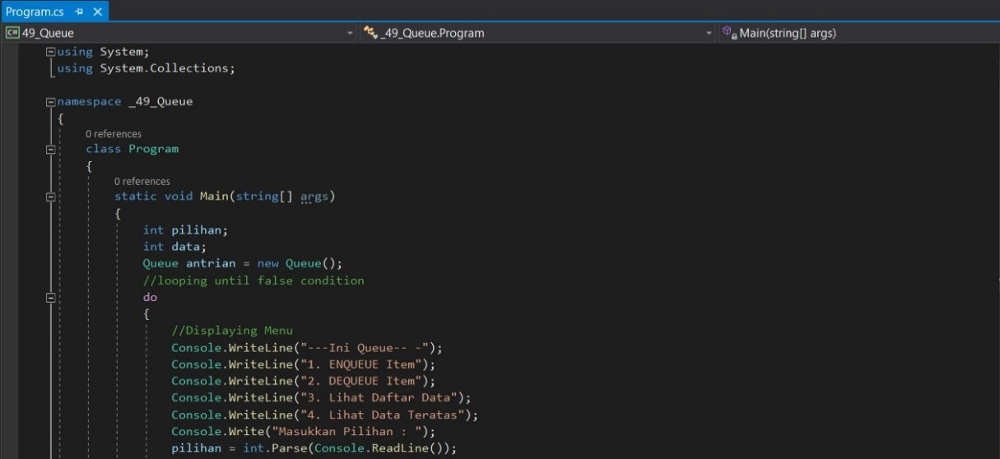 Program.cs
49_Queue
_49_Queue.Program
Main(string[] args)
using System;
using System.Collections;
namespace _49_Queue
{
0 references
class Program
{
0 references
static void Main(string[] args)
{
int pilihan;
int data;
Queue antrian = new Queue();
//looping until false condition
do
{
//Displaying Menu
Console.WriteLine("---Ini Queue-- -");
Console.WriteLine("1. ENQUEUE Item");
Console.WriteLine("2. DEQUEUE Item");
Console.WriteLine("3. Lihat Daftar Data");
Console.WriteLine("4. Lihat Data Teratas");
Console.Write("Masukkan Pilihan : ");
pilihan = int.Parse(Console.ReadLine());